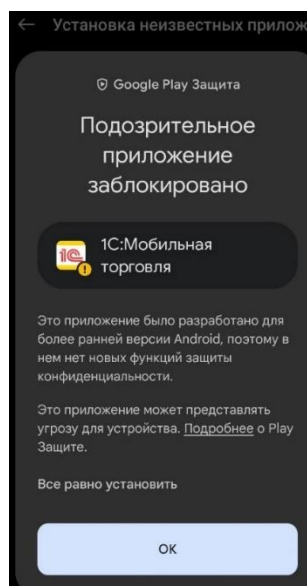 ← Установка неизвестных прилож
Google Play Защита
Подозрительное
приложение
заблокировано
1С
1С:Мобильная
торговля
Это приложение было разработано для
более ранней версии Android, поэтому в
нем нет новых функций защиты
конфиденциальности.
Это приложение может представлять
угрозу для устройства. Подробнее о Play
Защите.
Все равно установить
ОК